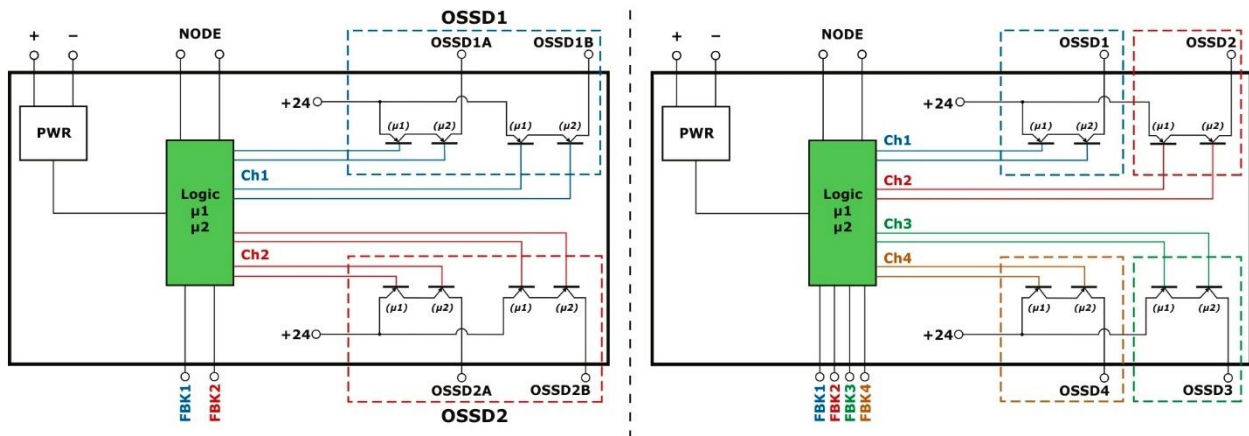 OSSD1
+ − NODE OSSD1A OSSD1B
+24
PWR
(μ1) (μ2) (μ1) (μ2)
Ch1
Logic
μ1
μ2
Ch2
(μ1) (μ2) (μ1) (μ2)
+24
FBK1 FBK2 OSSD2A OSSD2B
OSSD2
+ − NODE OSSD1 OSSD2
+24
PWR
(μ1) (μ2) (μ1) (μ2)
Ch1
Ch2
Logic
μ1
μ2
Ch3
Ch4
(μ1) (μ2) (μ1) (μ2)
+24
FBK1 FBK2 FBK3 FBK4 OSSD4 OSSD3